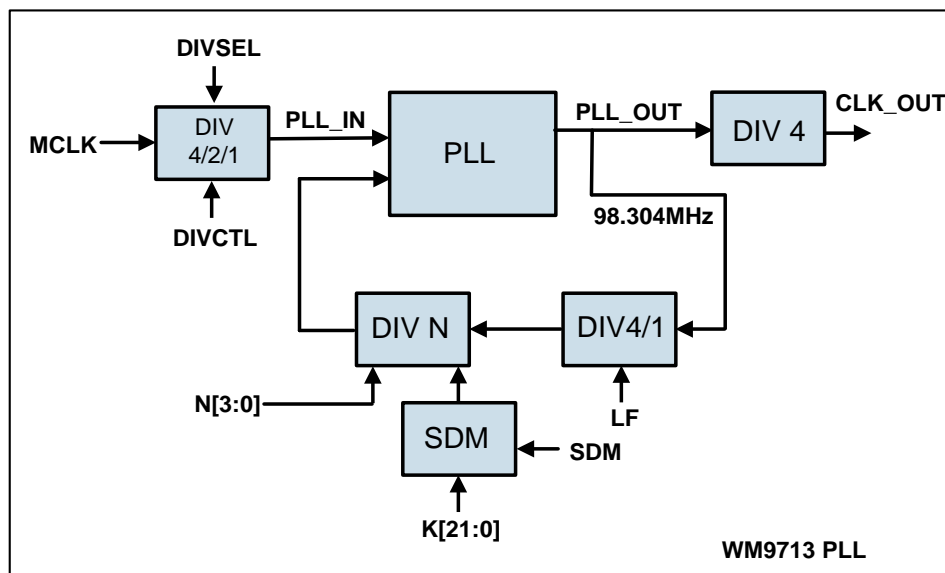 DIVSEL
MCLK
DIV
4/2/1
DIVCTL
PLL_IN
PLL
PLL_OUT
DIV 4
CLK_OUT
98.304MHz
DIV N
DIV4/1
N[3:0]
LF
SDM
SDM
K[21:0]
WM9713 PLL